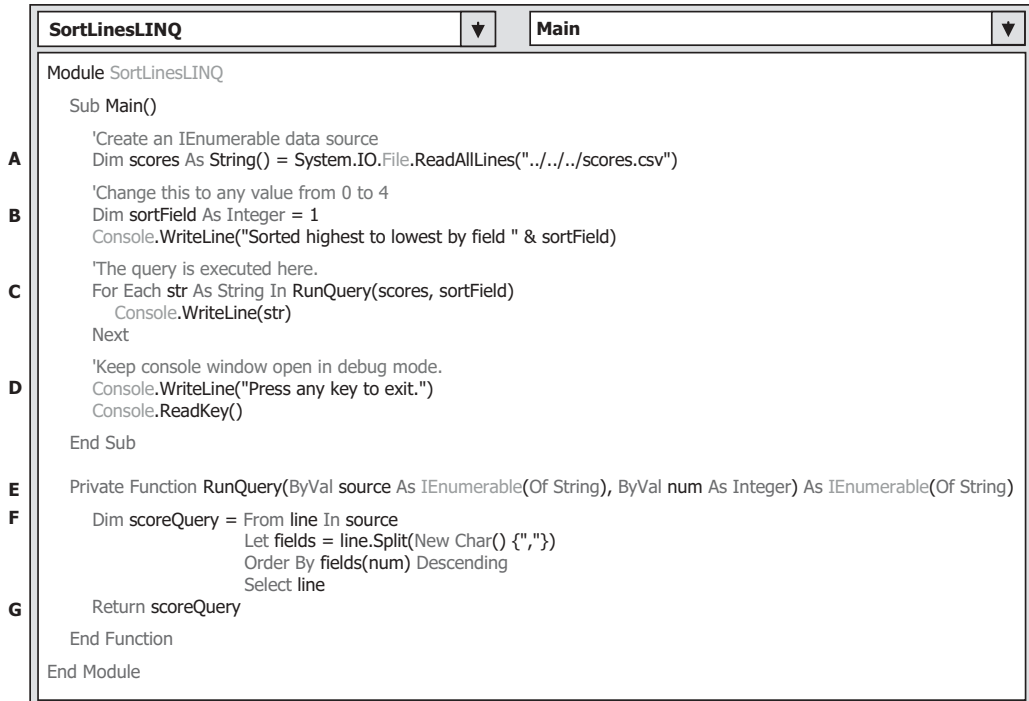 SortLinesLINQ Main
Module SortLinesLINQ
Sub Main()
'Create an IEnumerable data source
A Dim scores As String() = System.IO.File.ReadAllLines("../../../scores.csv")
'Change this to any value from 0 to 4
B Dim sortField As Integer = 1
Console.WriteLine("Sorted highest to lowest by field " & sortField)
'The query is executed here.
C For Each str As String In RunQuery(scores, sortField)
Console.WriteLine(str)
Next
'Keep console window open in debug mode.
D Console.WriteLine("Press any key to exit.")
Console.ReadKey()
End Sub
E Private Function RunQuery(ByVal source As IEnumerable(Of String), ByVal num As Integer) As IEnumerable(Of String)
F Dim scoreQuery = From line In source
Let fields = line.Split(New Char() {","})
Order By fields(num) Descending
Select line
G Return scoreQuery
End Function
End Module